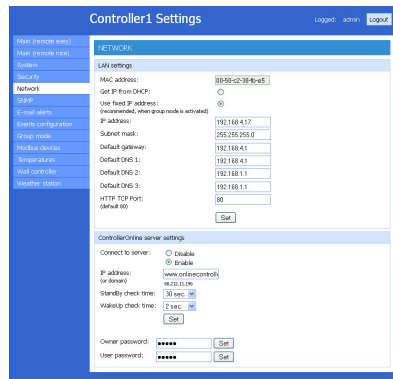 Controller1 Settings
Logged: admin Logout
Main (remote easy)
Main (remote nice)
System
Security
Network
SNMP
E-mail alerts
Events configuration
Group mode
Modbus devices
Temperatures
Wall controller
Weather station
NETWORK
LAN settings
MAC address: 00-50-c2-38-fb-e5
Get IP from DHCP:
Use fixed IP address:
(recommended, when group mode is activated)
IP address: 192.168.4.17
Subnet mask: 255.255.255.0
Default gateway: 192.168.4.1
Default DNS 1: 192.168.4.1
Default DNS 2: 192.168.1.1
Default DNS 3: 192.168.1.1
HTTP TCP Port: 80
(default 80)
Set
ControllerOnline server settings
Connect to server: Disable
Enable
IP address: www.onlinecontroll
(or domain) 88.212.11.190
StandBy check time: 30 sec.
WakeUp check time: 2 sec.
Set
Owner password: ●●●●● Set
User password: ●●●●● Set